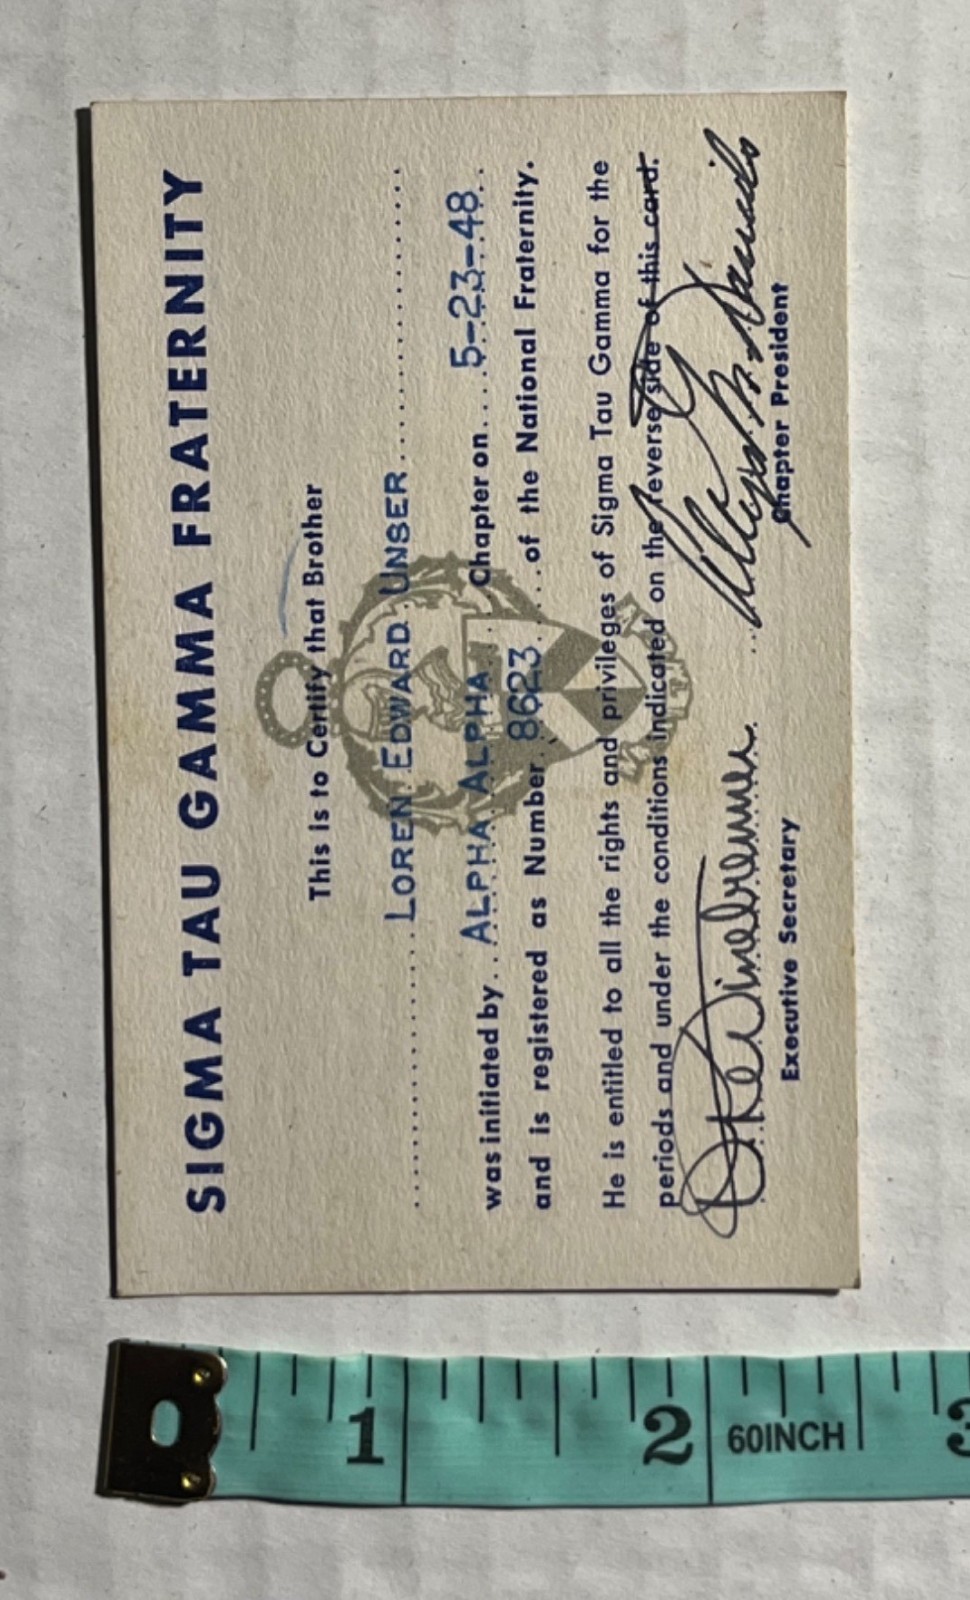 SIGMA TAU GAMMA FRATERNITY
This is to Certify that Brother
LOREN EDWARD UNSER
was initiated by ALPHA ALPHA Chapter on 5-23-48
and is registered as Number 8623 of the National Fraternity.
He is entitled to all the rights and privileges of Sigma Tau Gamma for the
periods and under the conditions indicated on the reverse side of this card.
Executive Secretary Chapter President
1 2 60INCH 3